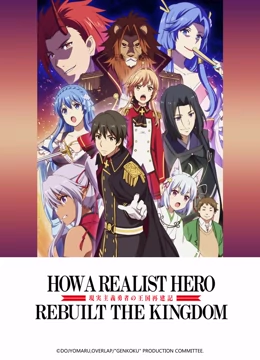 HOW A REALIST HERO
現実主義勇者の王国再建記
REBUILT THE KINGDOM
©DOJYOMARU,OVERLAP/"GENKOKU" PRODUCTION COMMITTEE.